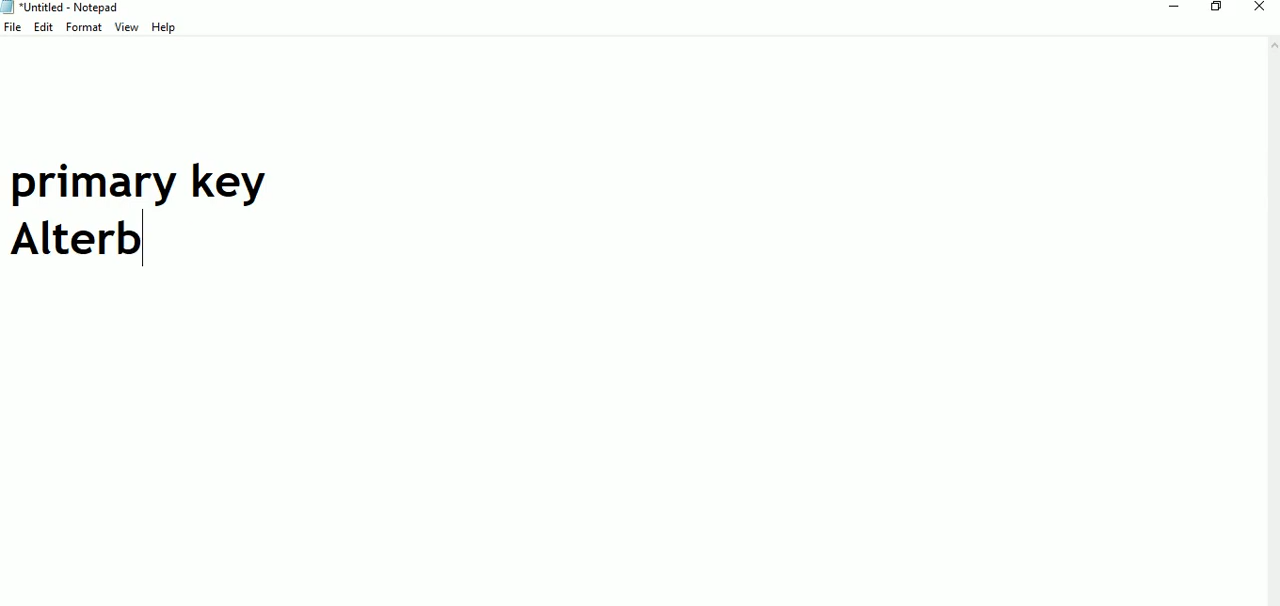 *Untitled - Notepad
File Edit Format View Help
primary key
Alterb